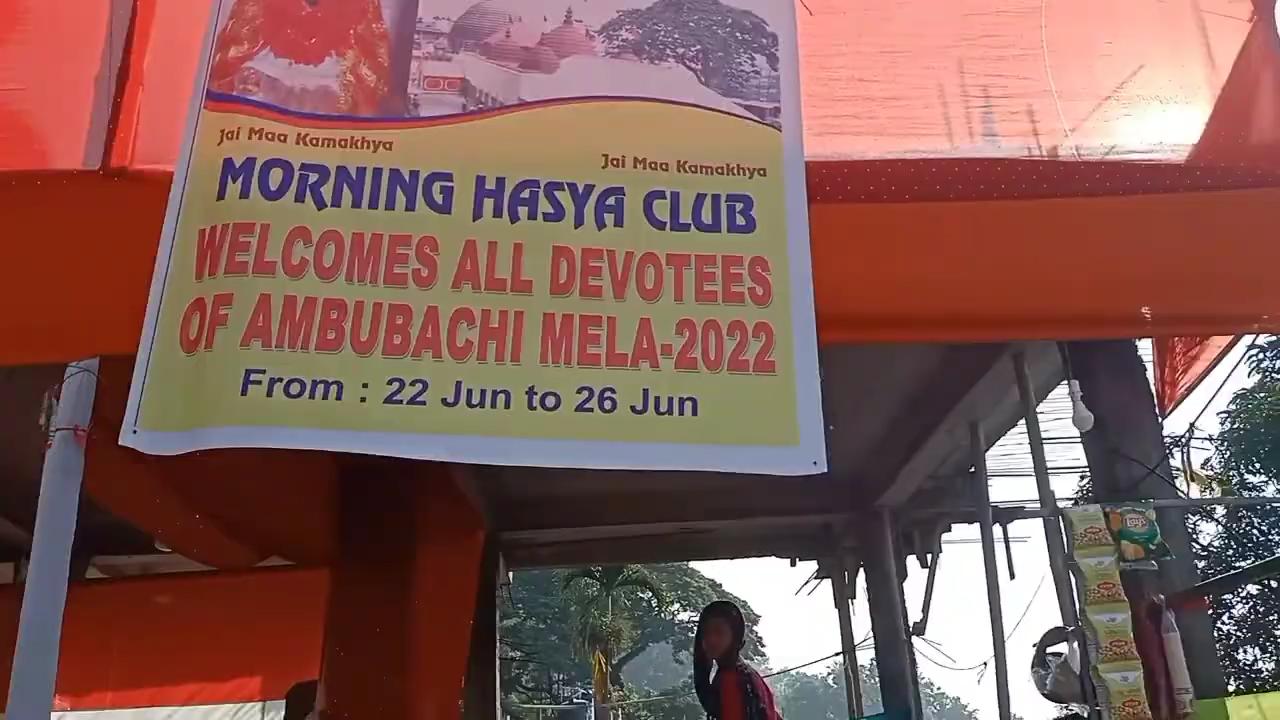 Jai Maa Kamakhya
Jai Maa Kamakhya
MORNING HASYA CLUB
WELCOMES ALL DEVOTEES
OF AMBUBACHI MELA-2022
From : 22 Jun to 26 Jun
Lay's